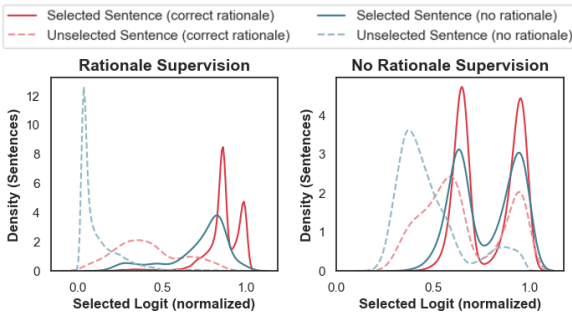 Selected Sentence (correct rationale)
Unselected Sentence (correct rationale)
Selected Sentence (no rationale)
Unselected Sentence (no rationale)
Rationale Supervision
Density (Sentences)
12
10
8
6
4
2
0
0.0 0.5 1.0
Selected Logit (normalized)
No Rationale Supervision
Density (Sentences)
4
3
2
1
0
0.0 0.5 1.0
Selected Logit (normalized)